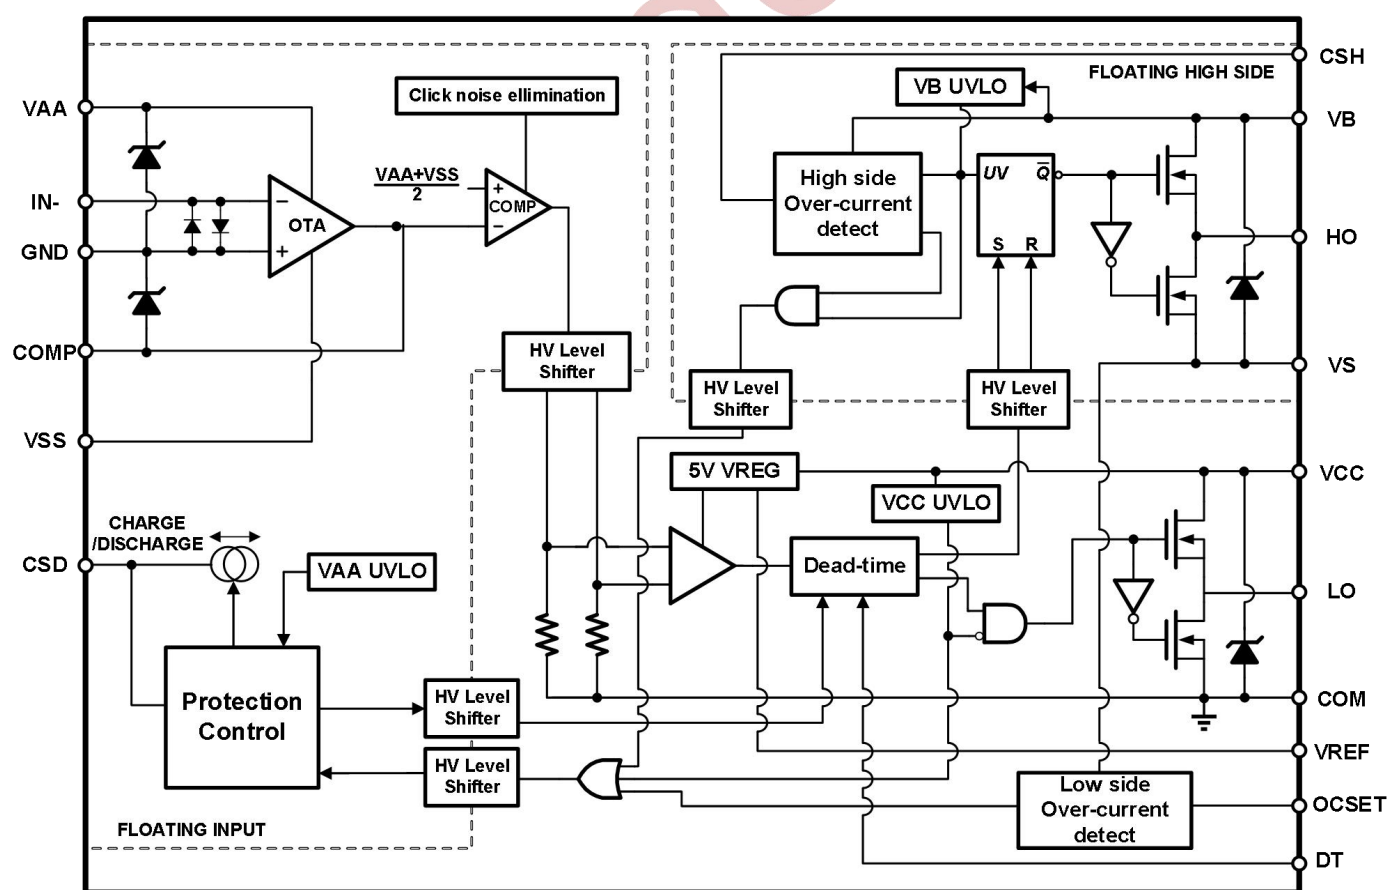 CSH
FLOATING HIGH SIDE
VB UVLO
Click noise ellimination
VAA
VB
VAA+VSS
2
+
COMP
−
High side
Over-current
detect
UV
Q̅
S R
IN-
−
OTA
+
GND
HO
COMP
HV Level
Shifter
VS
HV Level
Shifter
HV Level
Shifter
VSS
5V VREG
VCC
VCC UVLO
CHARGE
/DISCHARGE
CSD
VAA UVLO
Dead-time
LO
Protection
Control
HV Level
Shifter
COM
HV Level
Shifter
VREF
Low side
Over-current
detect
OCSET
FLOATING INPUT
DT